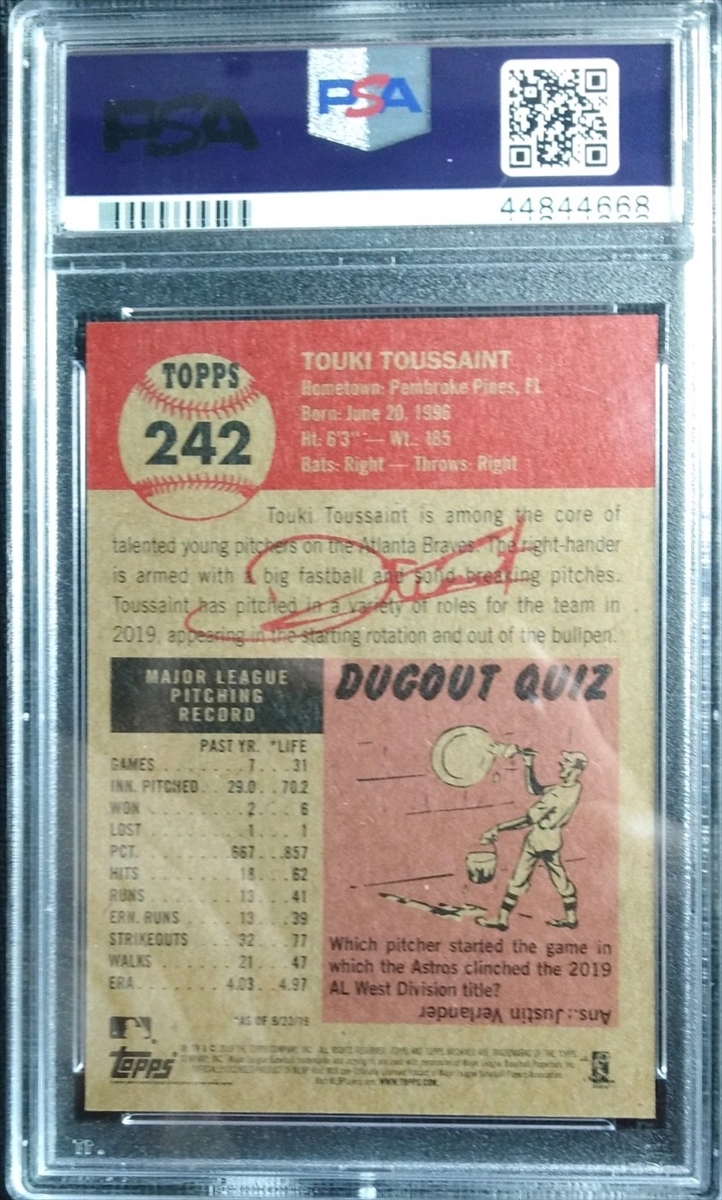 PSA
PSA
44844668
TOPPS
242
TOUKI TOUSSAINT
Hometown: Pembroke Pines, FL
Born: June 20, 1996
Ht: 6'3" — Wt.: 185
Bats: Right — Throws: Right
Touki Toussaint is among the core of
talented young pitchers on the Atlanta Braves. The right-hander
is armed with a big fastball and solid breaking pitches.
Toussaint has pitched in a variety of roles for the team in
2019, appearing in the starting rotation and out of the bullpen.
MAJOR LEAGUE
PITCHING
RECORD
PAST YR. *LIFE
GAMES 7 31
INN. PITCHED 29.0 70.2
WON 2 6
LOST 1 1
PCT. .667 .857
HITS 18 62
RUNS 13 41
ERN. RUNS 13 39
STRIKEOUTS 32 77
WALKS 21 47
ERA 4.03 4.97
*AS OF 9/22/19
DUGOUT QUIZ
Which pitcher started the game in
which the Astros clinched the 2019
AL West Division title?
Ans.: Justin Verlander
Topps
WWW.TOPPS.COM